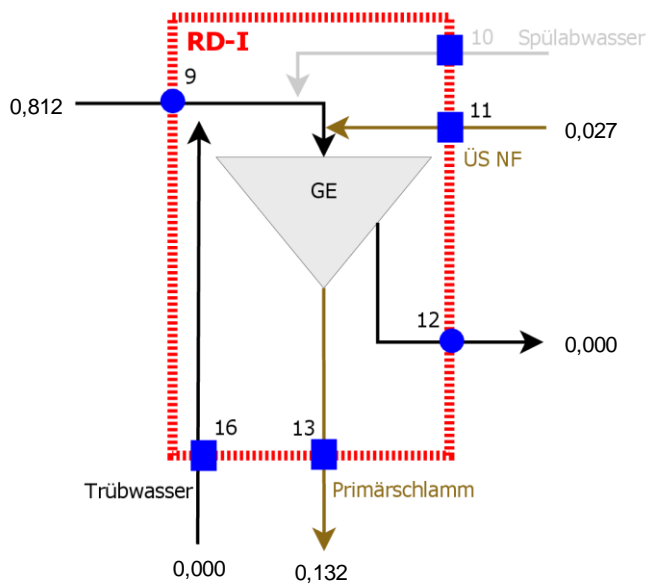 RD-I
10 Spülabwasser
9
0,812
11
0,027
ÜS NF
GE
12
0,000
16
13
Trübwasser
Primärschlamm
0,000
0,132